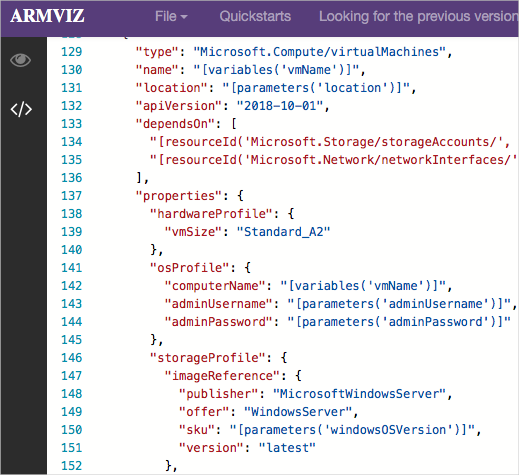 ARMVIZ File Quickstarts Looking for the previous version
129 "type": "Microsoft.Compute/virtualMachines",
130 "name": "[variables('vmName')]",
131 "location": "[parameters('location')]",
132 "apiVersion": "2018-10-01",
133 "dependsOn": [
134 "[resourceId('Microsoft.Storage/storageAccounts/',
135 "[resourceId('Microsoft.Network/networkInterfaces/'
136 ],
137 "properties": {
138 "hardwareProfile": {
139 "vmSize": "Standard_A2"
140 },
141 "osProfile": {
142 "computerName": "[variables('vmName')]",
143 "adminUsername": "[parameters('adminUsername')]",
144 "adminPassword": "[parameters('adminPassword')]"
145 },
146 "storageProfile": {
147 "imageReference": {
148 "publisher": "MicrosoftWindowsServer",
149 "offer": "WindowsServer",
150 "sku": "[parameters('windowsOSVersion')]",
151 "version": "latest"
152 },